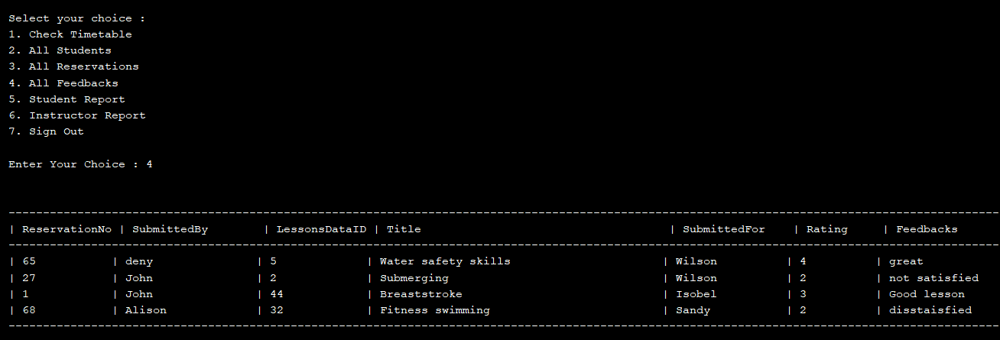 Select your choice :
1. Check Timetable
2. All Students
3. All Reservations
4. All Feedbacks
5. Student Report
6. Instructor Report
7. Sign Out
Enter Your Choice : 4
| ReservationNo | SubmittedBy | LessonsDataID | Title | SubmittedFor | Rating | Feedbacks
| 65 | deny | 5 | Water safety skills | Wilson | 4 | great
| 27 | John | 2 | Submerging | Wilson | 2 | not satisfied
| 1 | John | 44 | Breaststroke | Isobel | 3 | Good lesson
| 68 | Alison | 32 | Fitness swimming | Sandy | 2 | disstaisfied